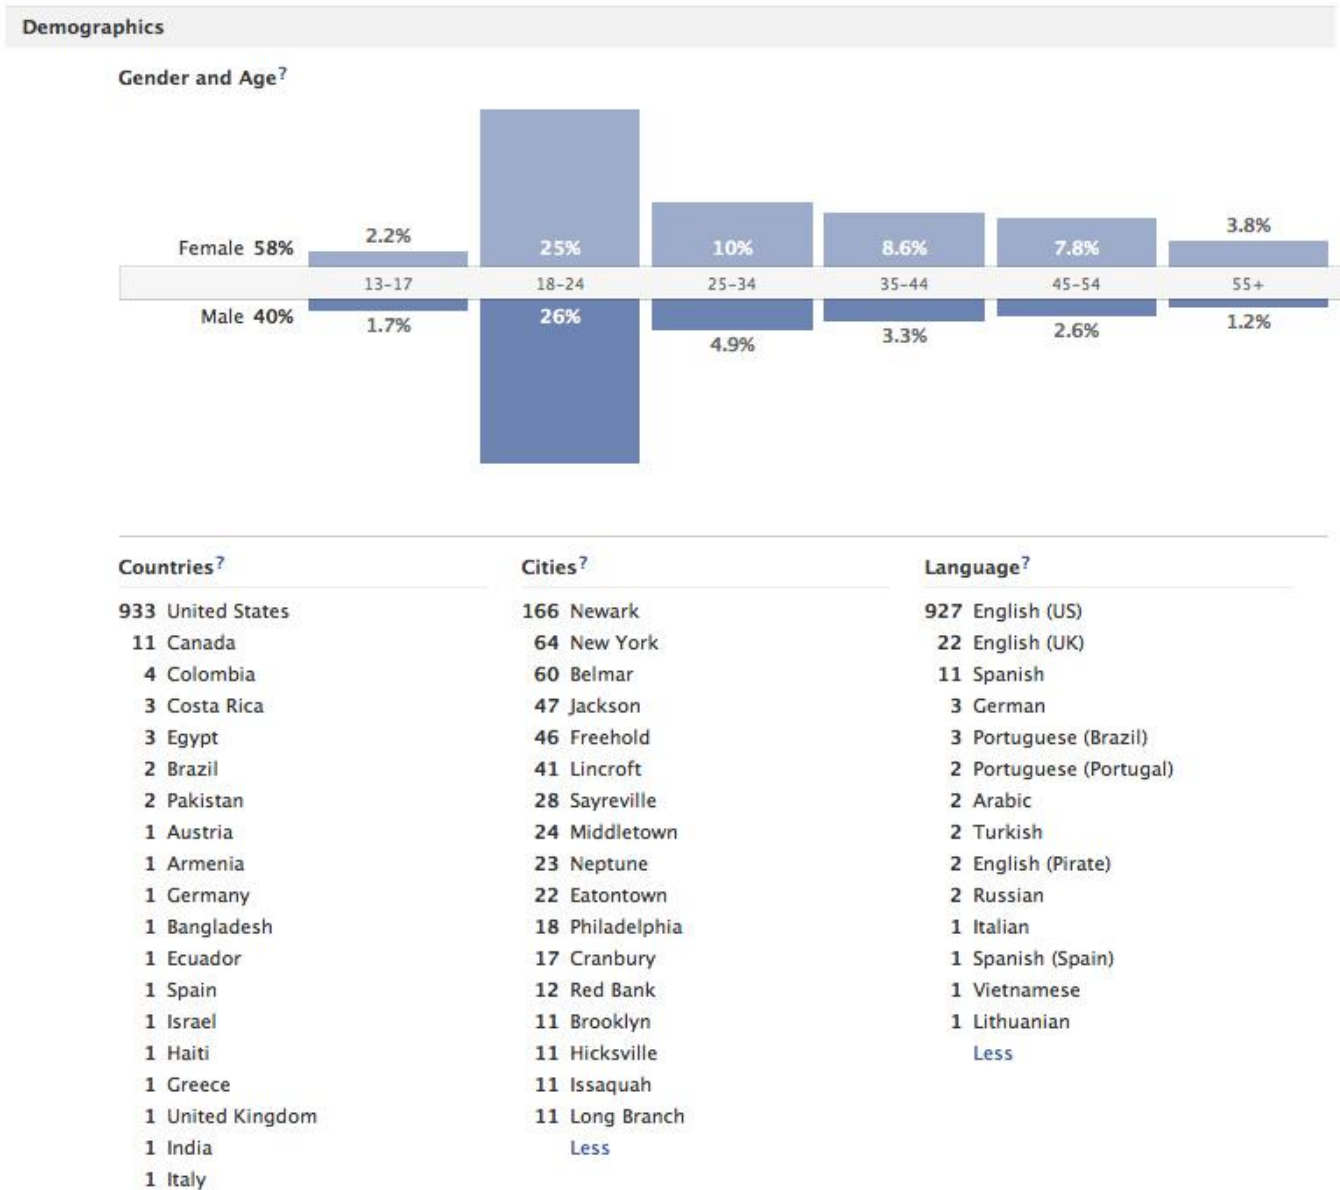 Demographics
Gender and Age?
Female 58%
2.2%
25%
10%
8.6%
7.8%
3.8%
13-17
18-24
25-34
35-44
45-54
55+
Male 40%
1.7%
26%
4.9%
3.3%
2.6%
1.2%
Countries?
933 United States
11 Canada
4 Colombia
3 Costa Rica
3 Egypt
2 Brazil
2 Pakistan
1 Austria
1 Armenia
1 Germany
1 Bangladesh
1 Ecuador
1 Spain
1 Israel
1 Haiti
1 Greece
1 United Kingdom
1 India
1 Italy
Cities?
166 Newark
64 New York
60 Belmar
47 Jackson
46 Freehold
41 Lincroft
28 Sayreville
24 Middletown
23 Neptune
22 Eatontown
18 Philadelphia
17 Cranbury
12 Red Bank
11 Brooklyn
11 Hicksville
11 Issaquah
11 Long Branch
Less
Language?
927 English (US)
22 English (UK)
11 Spanish
3 German
3 Portuguese (Brazil)
2 Portuguese (Portugal)
2 Arabic
2 Turkish
2 English (Pirate)
2 Russian
1 Italian
1 Spanish (Spain)
1 Vietnamese
1 Lithuanian
Less